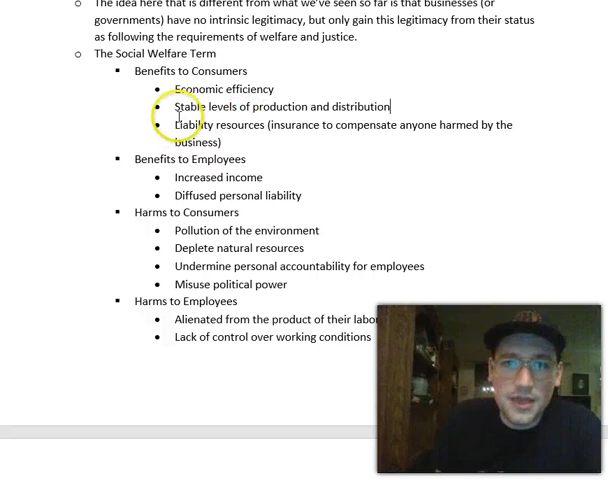 The idea here that is different from what we've seen so far is that businesses (or
governments) have no intrinsic legitimacy, but only gain this legitimacy from their status
as following the requirements of welfare and justice.
The Social Welfare Term
Benefits to Consumers
Economic efficiency
Stable levels of production and distribution
Liability resources (insurance to compensate anyone harmed by the
business)
Benefits to Employees
Increased income
Diffused personal liability
Harms to Consumers
Pollution of the environment
Deplete natural resources
Undermine personal accountability for employees
Misuse political power
Harms to Employees
Alienated from the product of their
Lack of control over working conditions